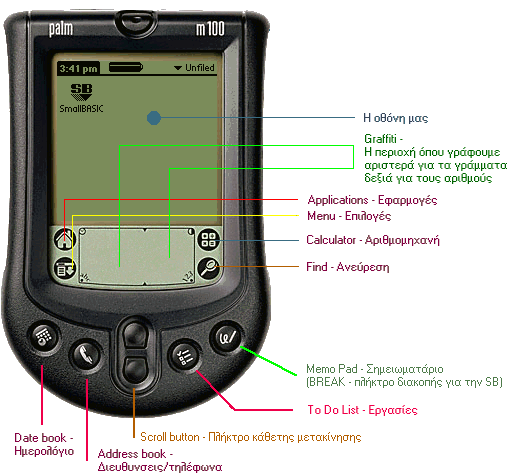 palm m100
3:41 pm Unfiled
SB
SmallBASIC
Η οθόνη μας
Graffiti -
Η περιοχή όπου γράφουμε
αριστερά για τα γράμματα
δεξιά για τους αριθμούς
Applications - Εφαρμογές
Menu - Επιλογές
Calculator - Αριθμομηχανή
Find - Ανεύρεση
Memo Pad - Σημειωματάριο
(BREAK - πλήκτρο διακοπής για την SB)
To Do List - Εργασίες
Scroll button - Πλήκτρο κάθετης μετακίνησης
Date book -
Ημερολόγιο
Address book -
Διευθυνσεις/τηλέφωνα